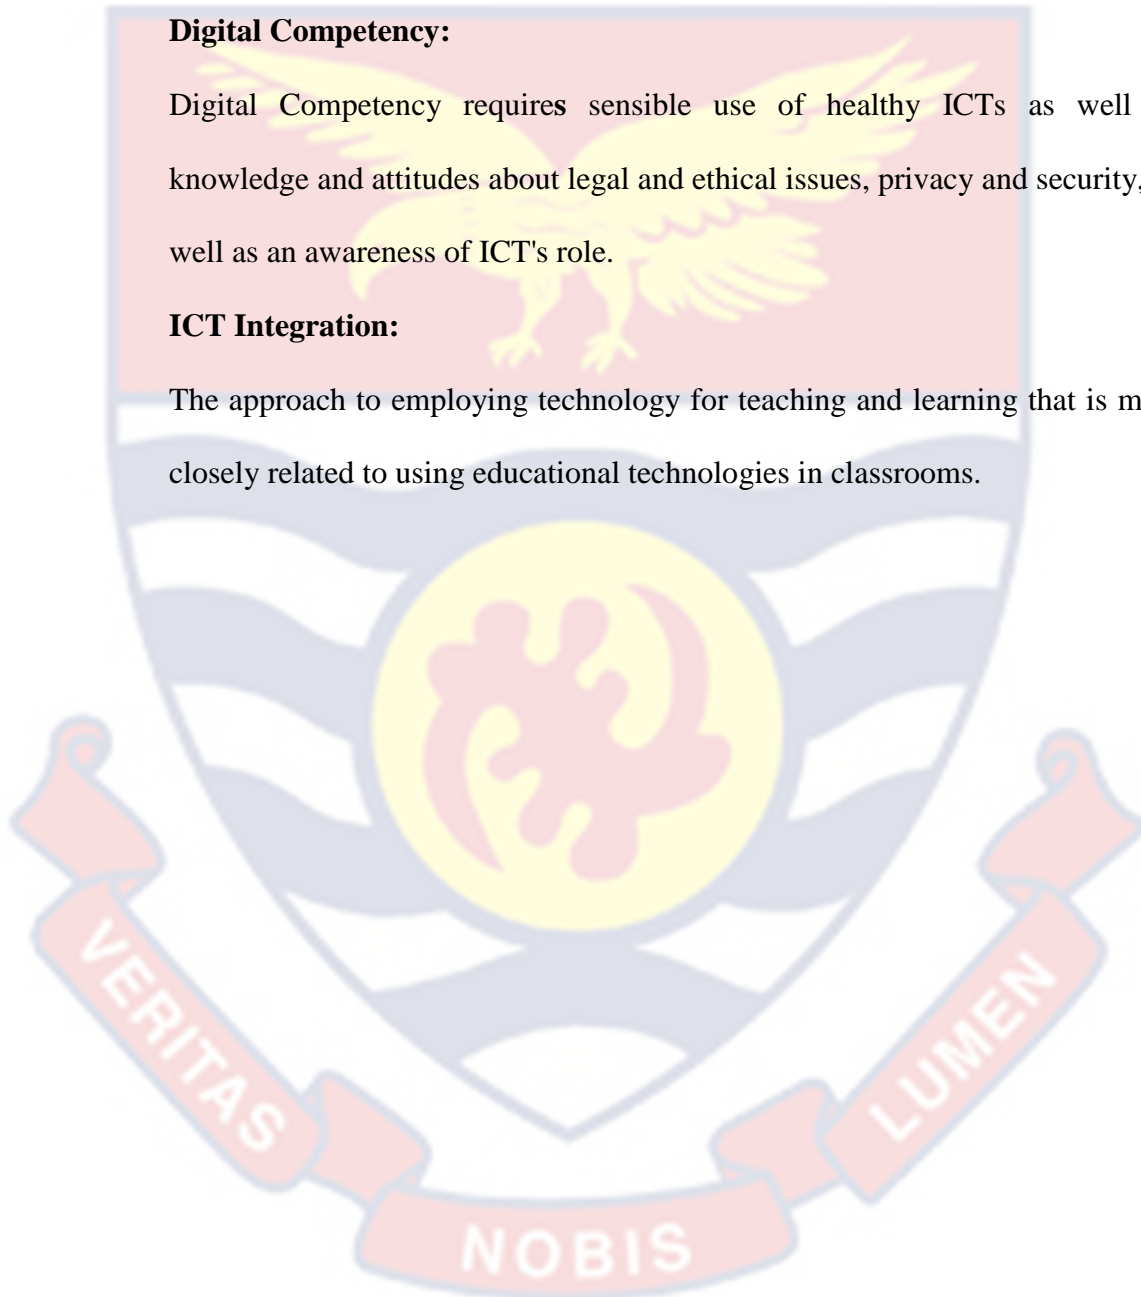 Digital Competency:
Digital Competency requires sensible use of healthy ICTs as well
knowledge and attitudes about legal and ethical issues, privacy and security,
well as an awareness of ICT's role.
ICT Integration:
The approach to employing technology for teaching and learning that is m
closely related to using educational technologies in classrooms.
VERITAS
NOBIS
LUMEN